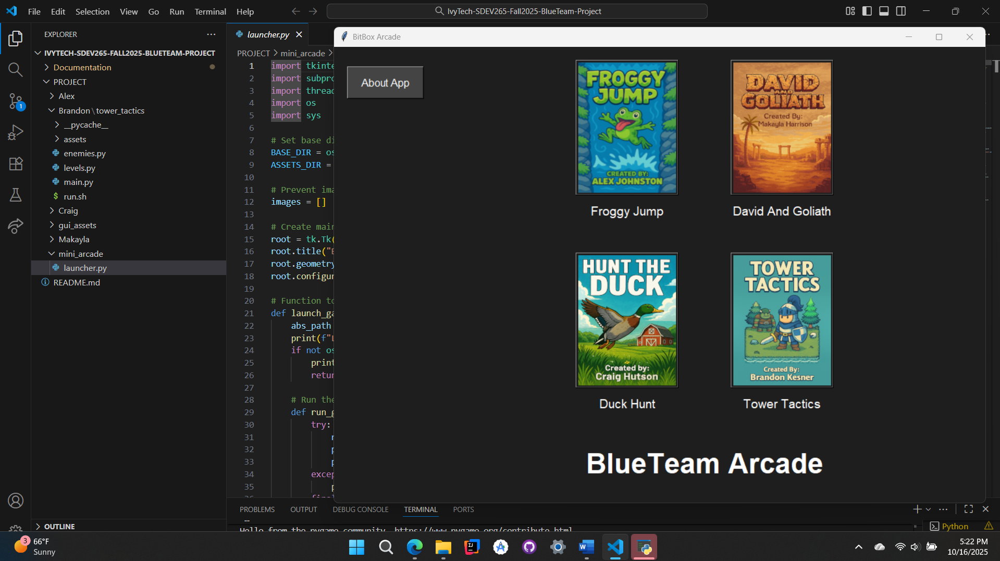 File Edit Selection View Go Run Terminal Help
IvyTech-SDEV265-Fall2025-BlueTeam-Project
EXPLORER
IVYTECH-SDEV265-FALL2025-BLUETEAM-PROJECT
Documentation
PROJECT
Alex
Brandon\tower_tactics
__pycache__
assets
enemies.py
levels.py
main.py
$ run.sh
Craig
gui_assets
Makayla
mini_arcade
launcher.py
README.md
OUTLINE
1
launcher.py
PROJECT > mini_arcade >
1 import tkinte
2 import subpro
3 import thread
4 import os
5 import sys
6
7 # Set base di
8 BASE_DIR = os
9 ASSETS_DIR =
10
11 # Prevent ima
12 images = []
13
14 # Create main
15 root = tk.Tk(
16 root.title("B
17 root.geometry
18 root.configur
19
20 # Function to
21 def launch_ga
22 abs_path
23 print(f"L
24 if not os
25 print
26 retur
27
28 # Run the
29 def run_g
30 try:
31 r
32 p
33 p
34 excep
35 p
BitBox Arcade
About App
FROGGY
JUMP
CREATED BY:
ALEX JOHNSTON
Froggy Jump
DAVID
AND
GOLIATH
Created By:
Makayla Harrison
David And Goliath
HUNT THE
DUCK
Created by:
Craig Hutson
Duck Hunt
TOWER
TACTICS
Created By:
Brandon Kesner
Tower Tactics
BlueTeam Arcade
PROBLEMS OUTPUT DEBUG CONSOLE TERMINAL PORTS
Hello from the pygame community. https://www.pygame.org/contribute.html
Python
3
66°F
Sunny
5:22 PM
10/16/2025